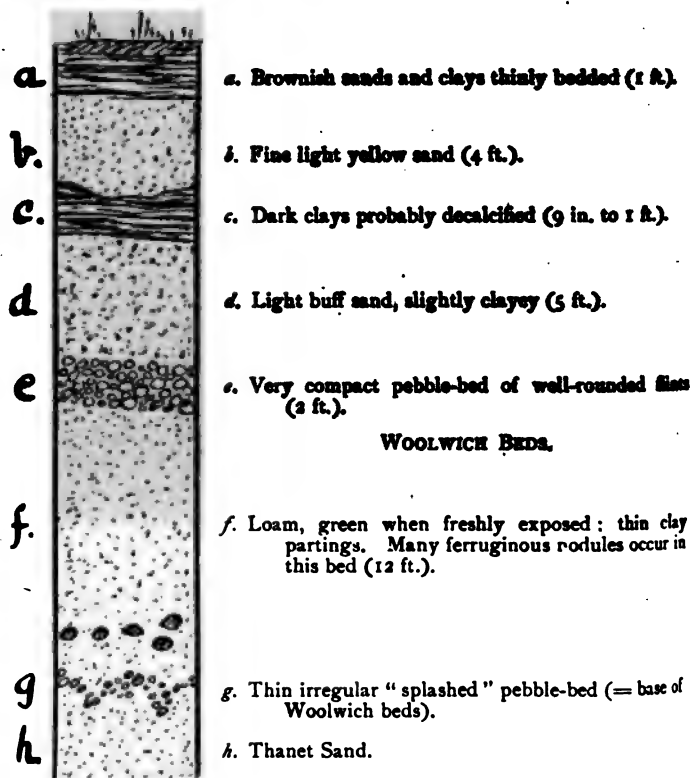 a
a. Brownish sands and clays thinly bedded (1 ft.).
b.
b. Fine light yellow sand (4 ft.).
c.
c. Dark clays probably decalcified (9 in. to 1 ft.).
d
d. Light buff sand, slightly clayey (5 ft.).
e
e. Very compact pebble-bed of well-rounded flints
(2 ft.).
WOOLWICH BEDS.
f.
f. Loam, green when freshly exposed: thin clay
partings. Many ferruginous nodules occur in
this bed (12 ft.).
g
g. Thin irregular “splashed” pebble-bed (= base of
Woolwich beds).
h
h. Thanet Sand.